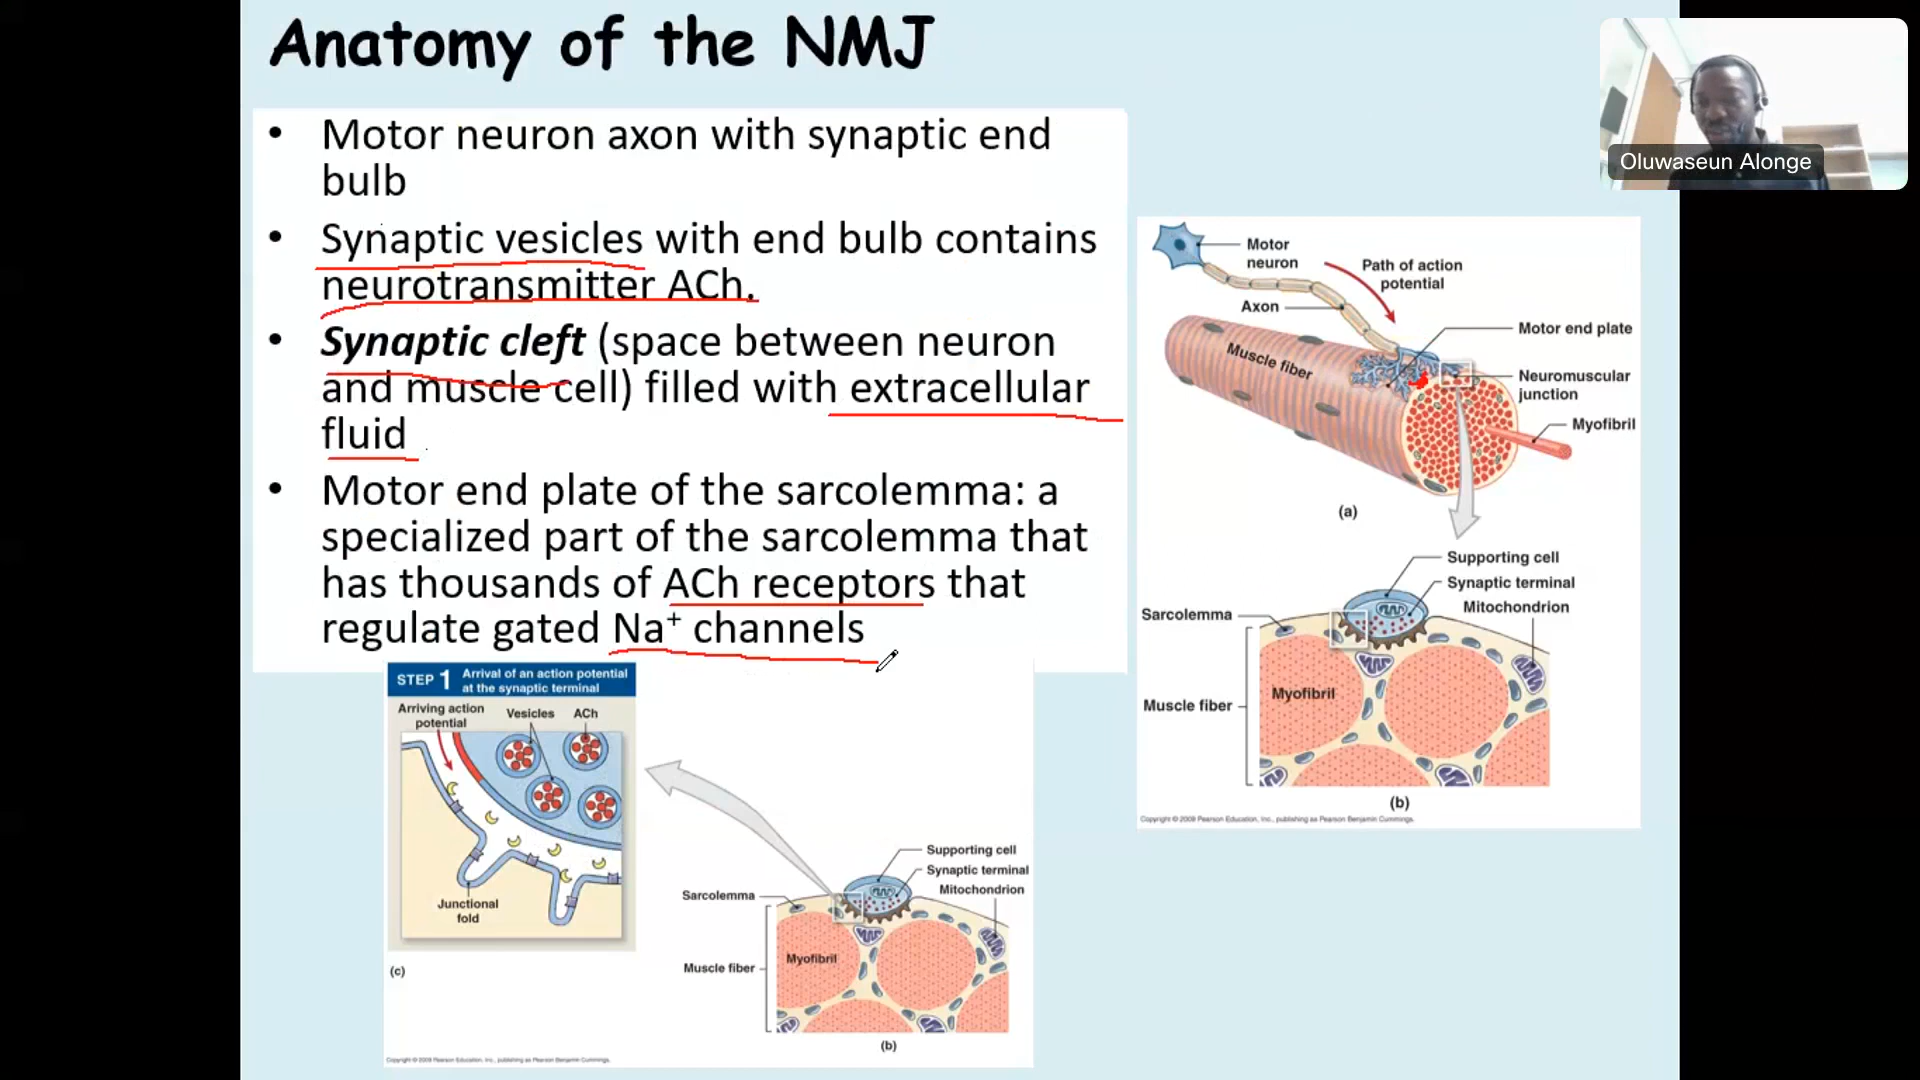 Anatomy of the NMJ
Oluwaseun Alonge
• Motor neuron axon with synaptic end
bulb
• Synaptic vesicles with end bulb contains
neurotransmitter ACh.
• Synaptic cleft (space between neuron
and muscle cell) filled with extracellular
fluid
• Motor end plate of the sarcolemma: a
specialized part of the sarcolemma that
has thousands of ACh receptors that
regulate gated Na⁺ channels
Motor
neuron
Path of action
potential
Axon
Motor end plate
Muscle fiber
Neuromuscular
junction
Myofibril
(a)
Supporting cell
Synaptic terminal
Mitochondrion
Sarcolemma
Myofibril
Muscle fiber
(b)
Copyright © 2009 Pearson Education, Inc., publishing as Pearson Benjamin Cummings.
STEP 1 Arrival of an action potential
at the synaptic terminal
Arriving action
potential
Vesicles
ACh
Junctional
fold
(c)
Supporting cell
Synaptic terminal
Mitochondrion
Sarcolemma
Myofibril
Muscle fiber
(b)
Copyright © 2009 Pearson Education, Inc., publishing as Pearson Benjamin Cummings.